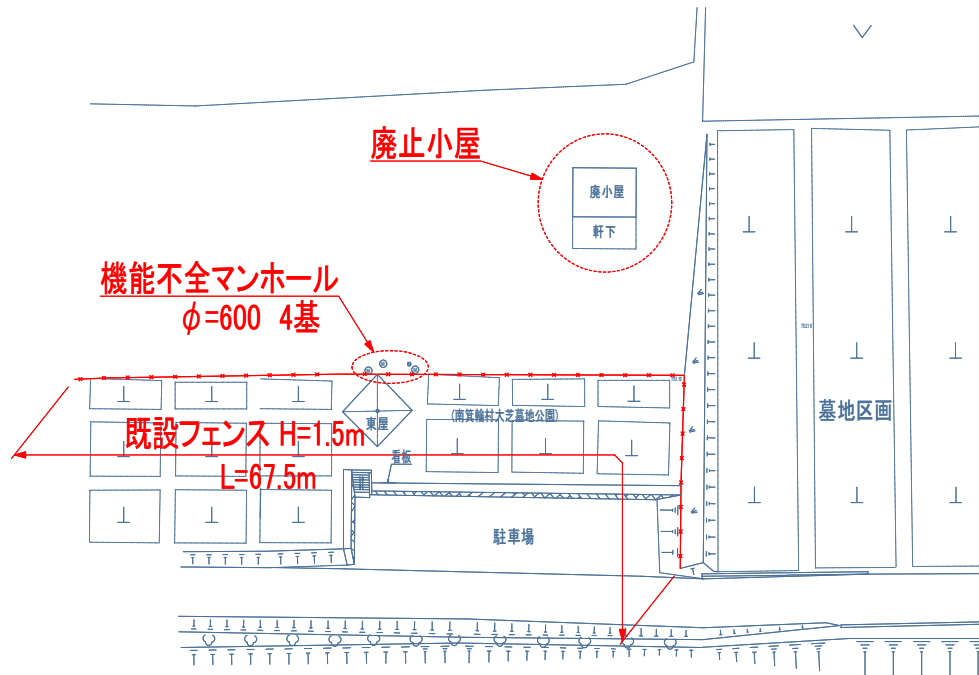 廃止小屋
廃小屋
軒下
機能不全マンホール
φ=600 4基
東屋
(南箕輪村大芝墓地公園)
墓地区画
既設フェンス H=1.5m
看板
L=67.5m
駐車場